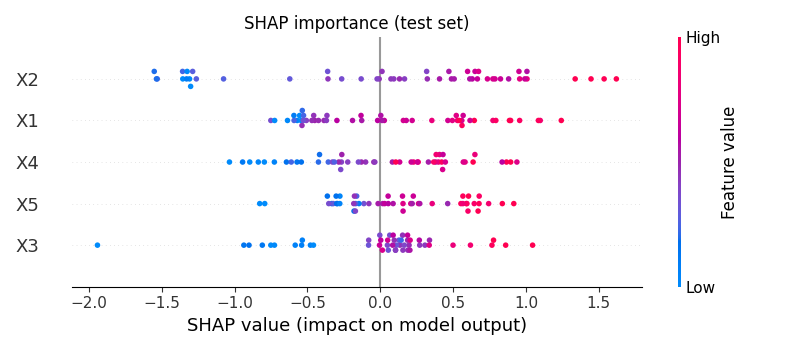 SHAP importance (test set)
High
X2
X1
X4
X5
X3
Feature value
Low
−2.0 −1.5 −1.0 −0.5 0.0 0.5 1.0 1.5
SHAP value (impact on model output)